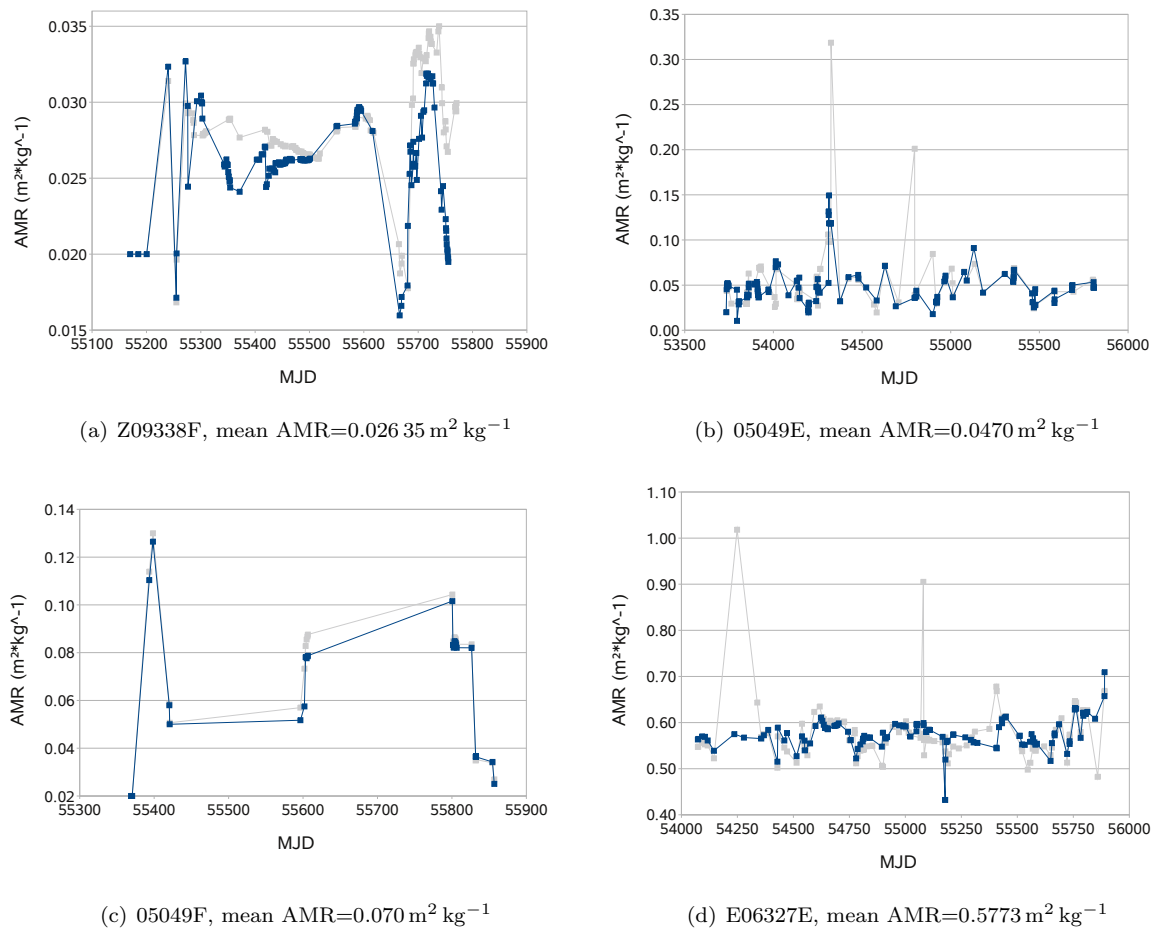 0.035
0.030
0.025
0.020
0.015
AMR (m²*kg^-1)
55100 55200 55300 55400 55500 55600 55700 55800 55900
MJD
(a) Z09338F, mean AMR=0.026 35 m² kg⁻¹
0.35
0.30
0.25
0.20
0.15
0.10
0.05
0.00
AMR (m²*kg^-1)
53500 54000 54500 55000 55500 56000
MJD
(b) 05049E, mean AMR=0.0470 m² kg⁻¹
0.14
0.12
0.10
0.08
0.06
0.04
0.02
AMR (m²*kg^-1)
55300 55400 55500 55600 55700 55800 55900
MJD
(c) 05049F, mean AMR=0.070 m² kg⁻¹
1.10
1.00
0.90
0.80
0.70
0.60
0.50
0.40
AMR (m²*kg^-1)
54000 54250 54500 54750 55000 55250 55500 55750 56000
MJD
(d) E06327E, mean AMR=0.5773 m² kg⁻¹